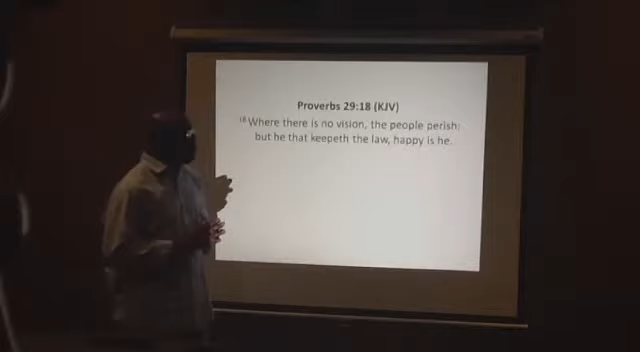 Proverbs 29:18 (KJV)
18 Where there is no vision, the people perish:
but he that keepeth the law, happy is he.